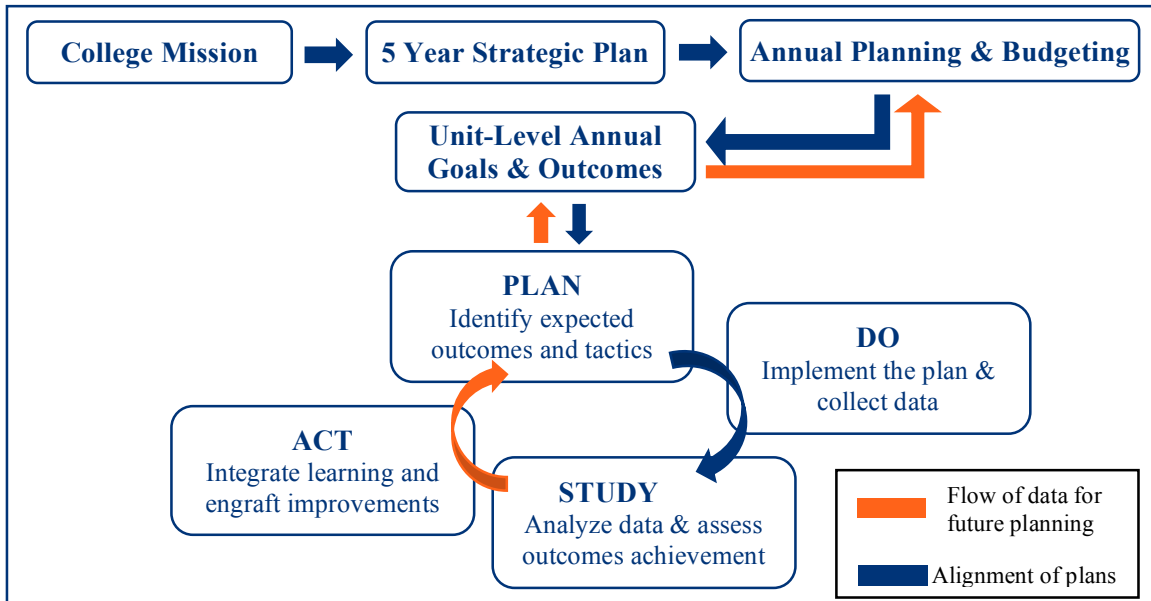 College Mission
5 Year Strategic Plan
Annual Planning & Budgeting
Unit-Level Annual
Goals & Outcomes
PLAN
Identify expected
outcomes and tactics
DO
Implement the plan &
collect data
ACT
Integrate learning and
engraft improvements
STUDY
Analyze data & assess
outcomes achievement
Flow of data for
future planning
Alignment of plans